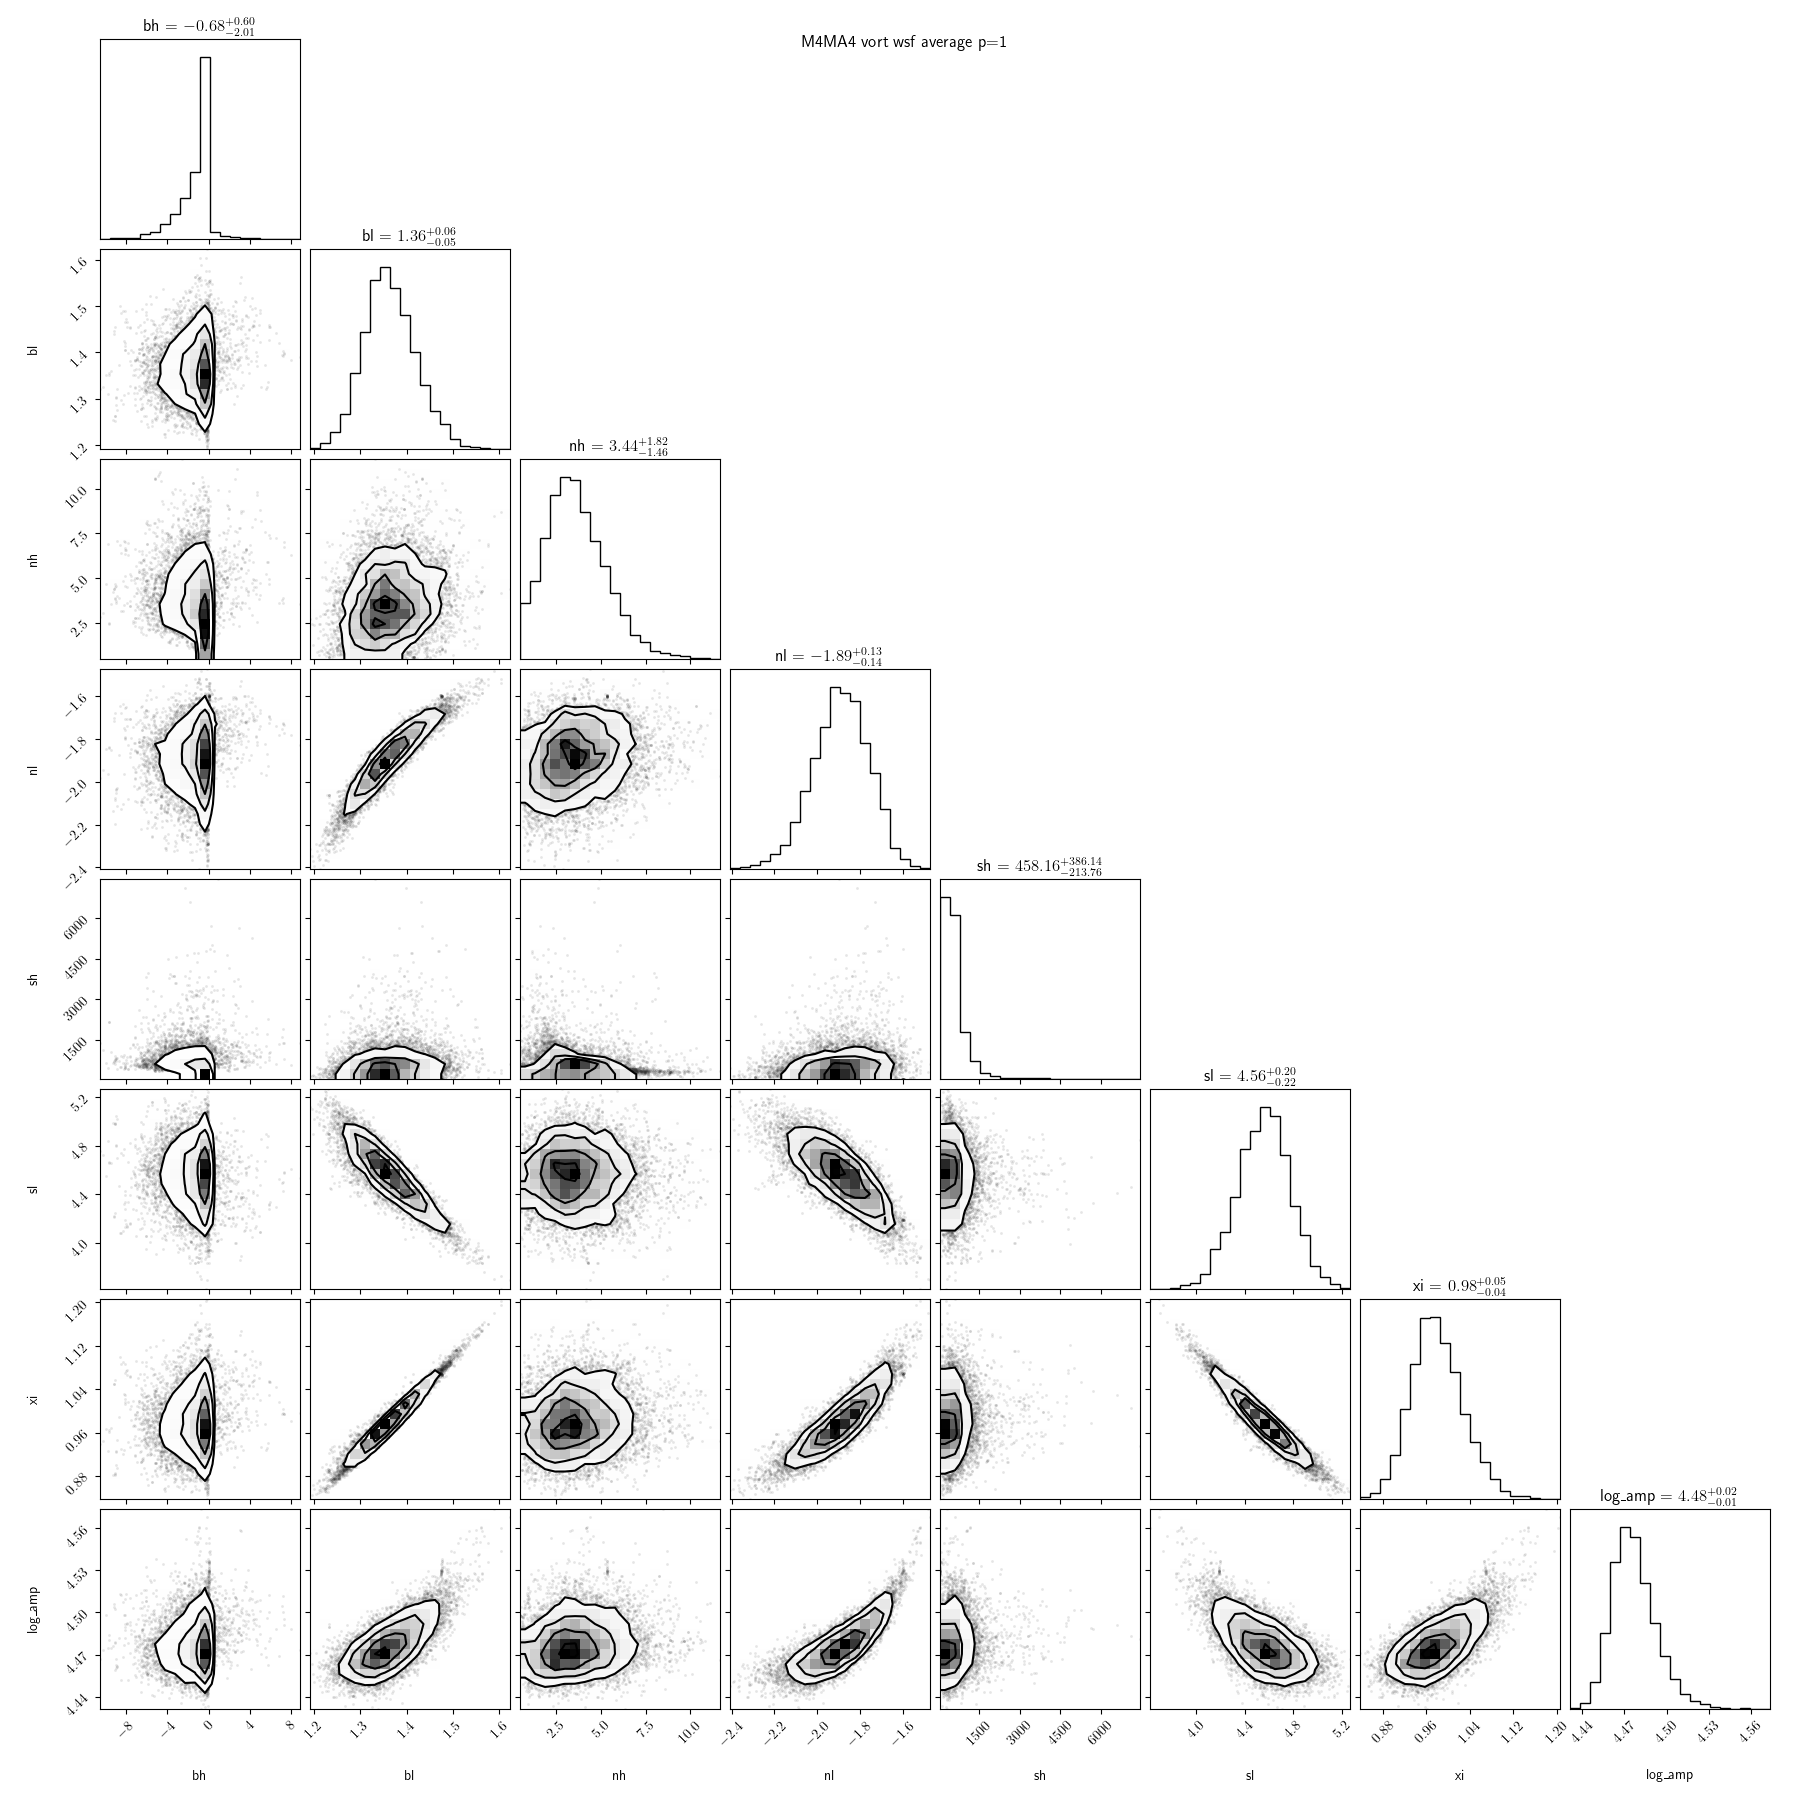 bh = −0.68 +0.60 −2.01
M4MA4 vort wsf average p=1
bl = 1.36 +0.06 −0.05
1.6
1.5
1.4
1.3
1.2
bl
nh = 3.44 +1.82 −1.46
10.0
7.5
5.0
2.5
nh
nl = −1.89 +0.13 −0.14
−1.6
−1.8
−2.0
−2.2
−2.4
nl
sh = 458.16 +386.14 −213.76
6000
4500
3000
1500
sh
sl = 4.56 +0.20 −0.22
5.2
4.8
4.4
4.0
sl
xi = 0.98 +0.05 −0.04
1.20
1.12
1.04
0.96
0.88
xi
log_amp = 4.48 +0.02 −0.01
4.56
4.53
4.50
4.47
4.44
log_amp
−8 −4 0 4 8 1.2 1.3 1.4 1.5 1.6 2.5 5.0 7.5 10.0 −2.4 −2.2 −2.0 −1.8 −1.6 1500 3000 4500 6000 4.0 4.4 4.8 5.2 0.88 0.96 1.04 1.12 1.20 4.44 4.47 4.50 4.53 4.56
bh bl nh nl sh sl xi log_amp